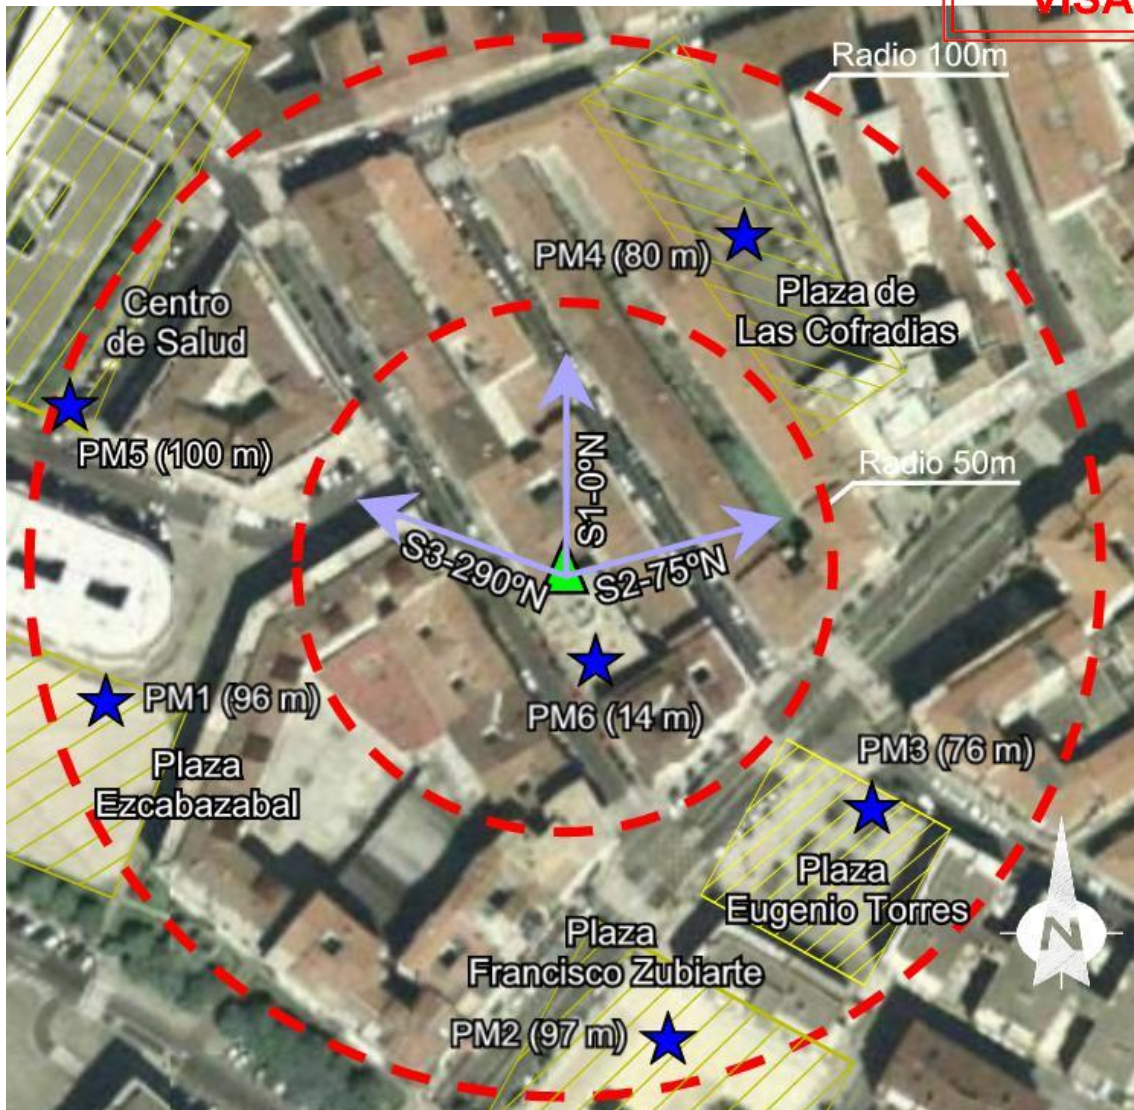 VISA
Radio 100m
PM4 (80 m)
Plaza de
Las Cofradias
Centro
de Salud
PM5 (100 m)
Radio 50m
S1-0ºN
S3-290ºN
S2-75ºN
PM1 (96 m)
Plaza
Ezcabazabal
PM6 (14 m)
PM3 (76 m)
Plaza
Eugenio Torres
Plaza
Francisco Zubiarte
PM2 (97 m)
N